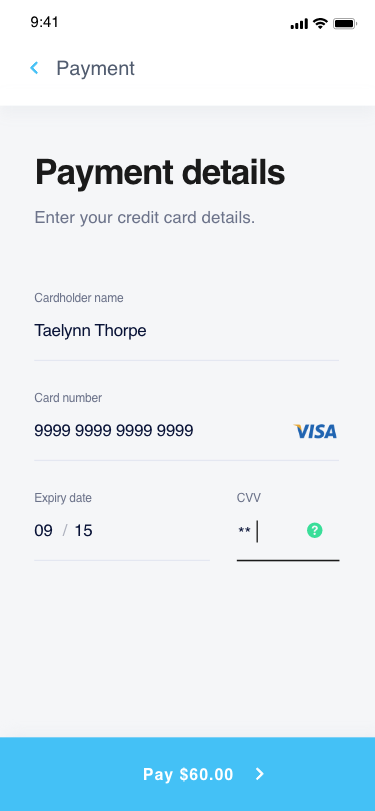 9:41
Payment
Payment details
Enter your credit card details.
Cardholder name
Taelynn Thorpe
Card number
9999 9999 9999 9999 VISA
Expiry date CVV
09 / 15 ** ?
Pay $60.00